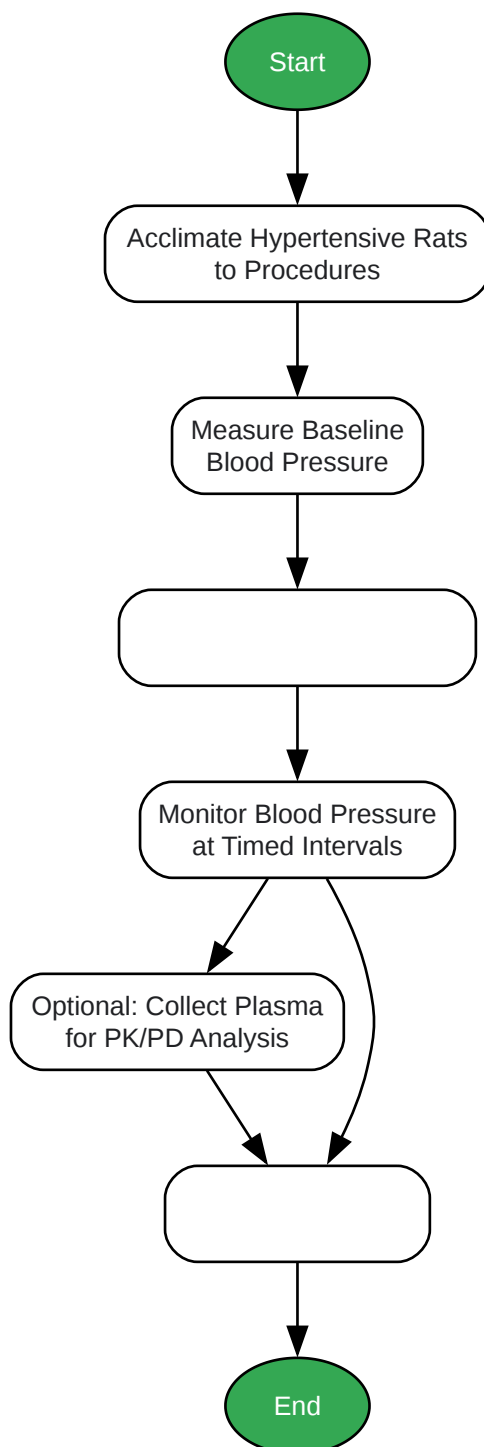 Start
Acclimate Hypertensive Rats
to Procedures
Measure Baseline
Blood Pressure
Monitor Blood Pressure
at Timed Intervals
Optional: Collect Plasma
for PK/PD Analysis
End